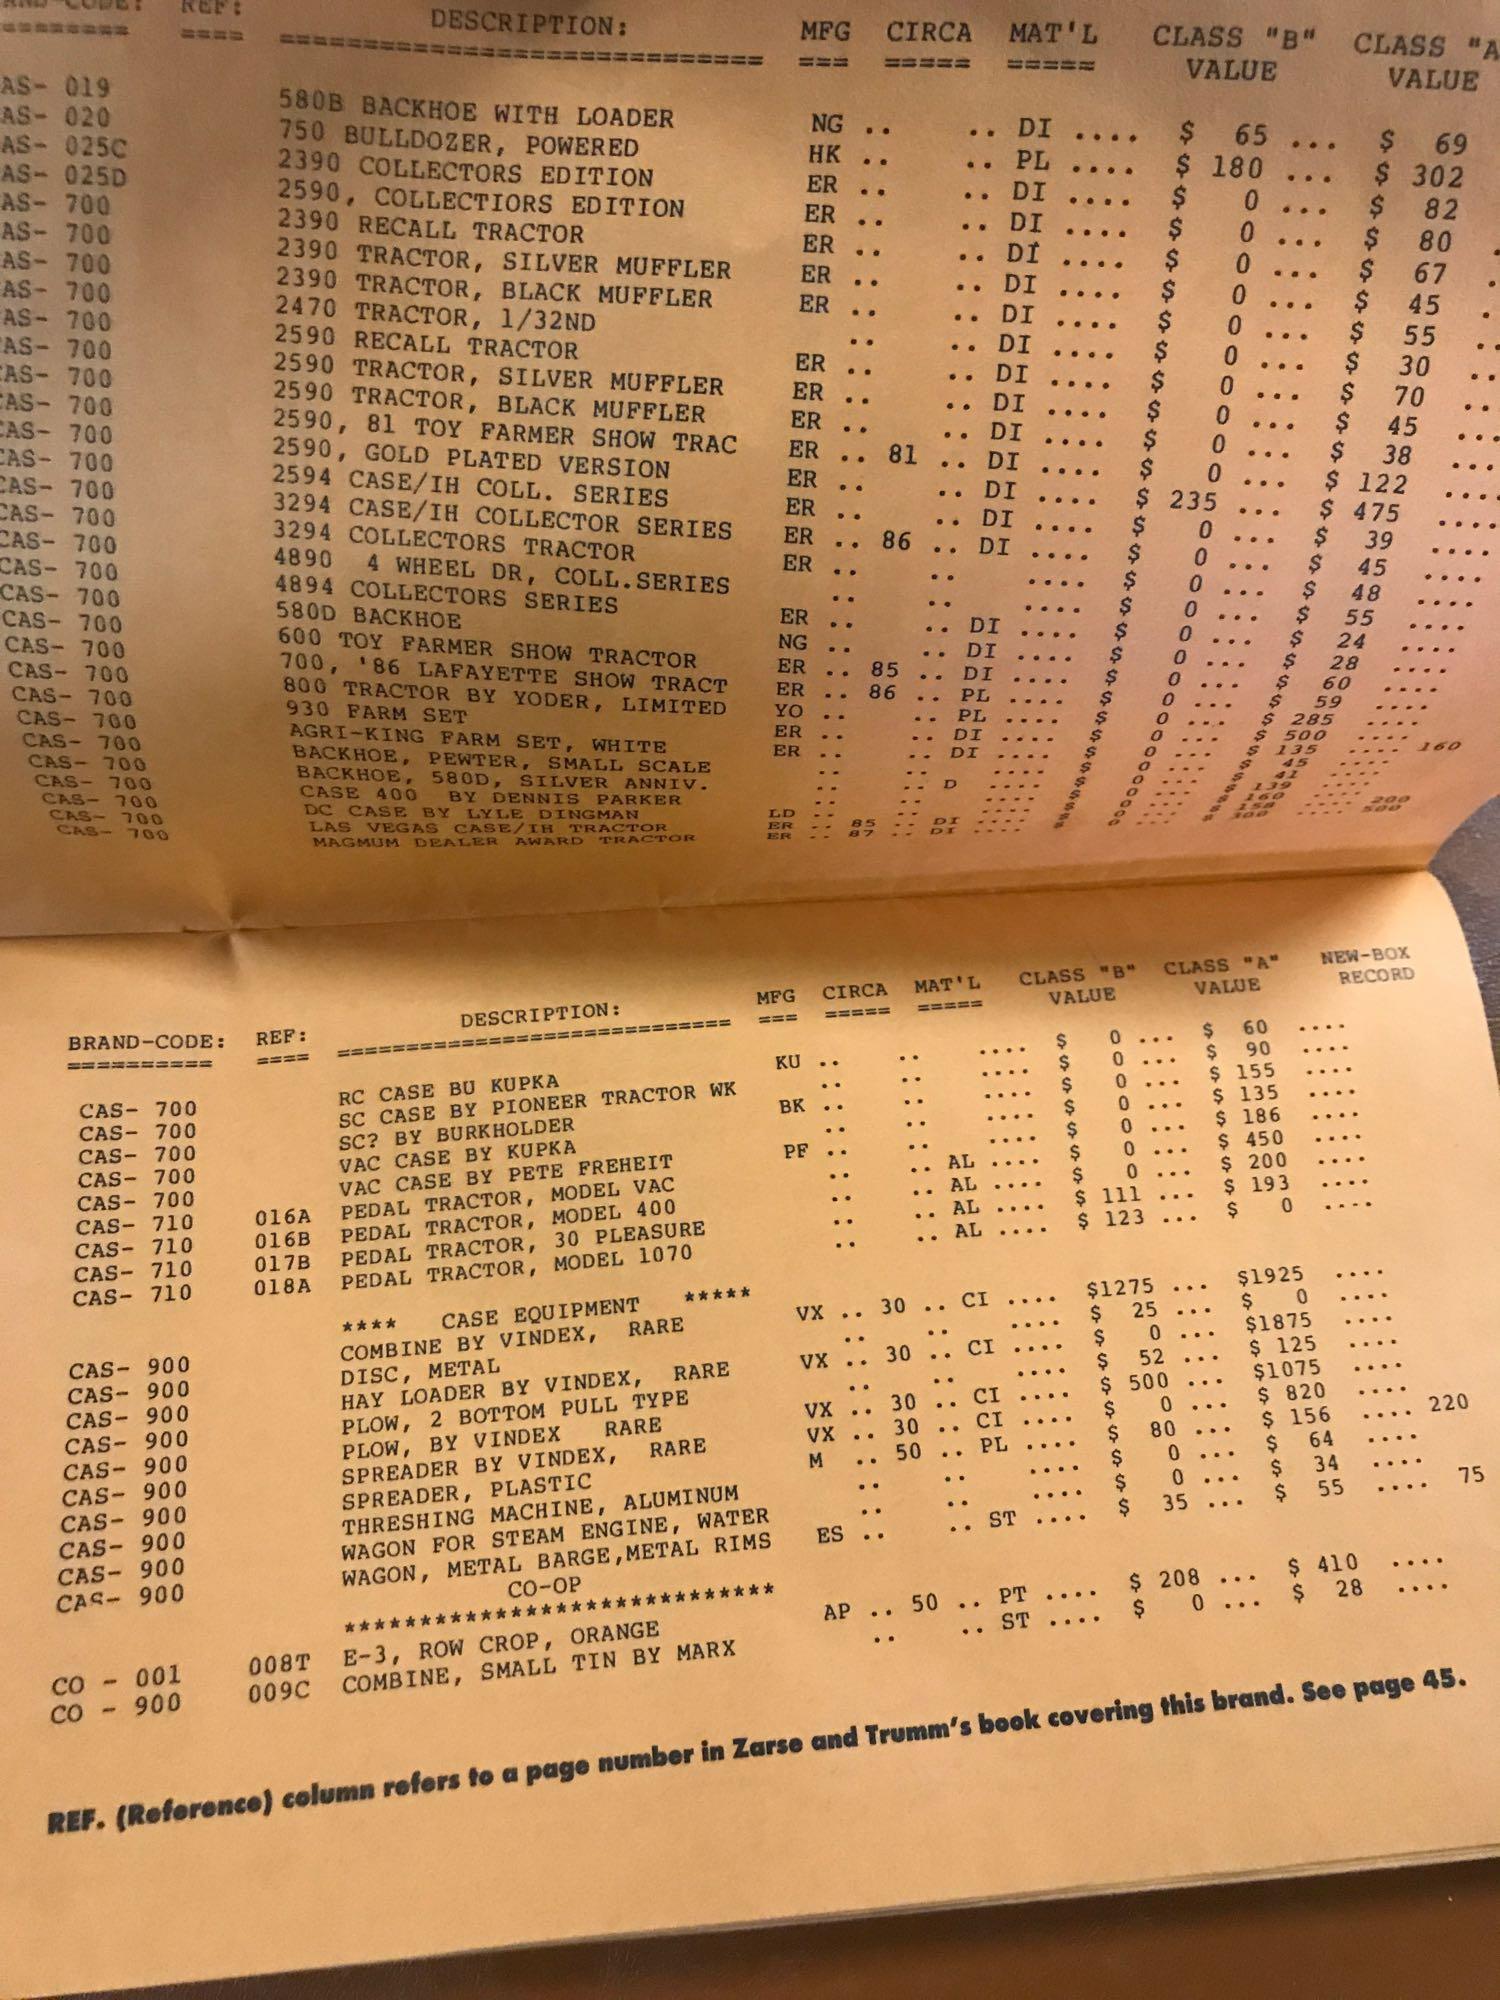 REF: DESCRIPTION: MFG CIRCA MAT'L CLASS "B" VALUE CLASS "A VALUE
AS- 019 580B BACKHOE WITH LOADER NG .. .. DI .... $ 65 ... $ 69
AS- 020 750 BULLDOZER, POWERED HK .. .. PL .... $ 180 ... $ 302
AS- 025C 2390 COLLECTORS EDITION ER .. .. DI .... $ 0 ... $ 82
AS- 025D 2590, COLLECTIORS EDITION ER .. .. DI .... $ 0 ... $ 80
AS- 700 2390 RECALL TRACTOR ER .. .. DI .... $ 0 ... $ 67
AS- 700 2390 TRACTOR, SILVER MUFFLER ER .. .. DI .... $ 0 ... $ 45
AS- 700 2390 TRACTOR, BLACK MUFFLER ER .. .. DI .... $ 0 ... $ 55
AS- 700 2470 TRACTOR, 1/32ND .. .. DI .... $ 0 ... $ 30
AS- 700 2590 RECALL TRACTOR ER .. .. DI .... $ 0 ... $ 70
AS- 700 2590 TRACTOR, SILVER MUFFLER ER .. .. DI .... $ 0 ... $ 45
AS- 700 2590 TRACTOR, BLACK MUFFLER ER .. .. DI .... $ 0 ... $ 38
CAS- 700 2590, 81 TOY FARMER SHOW TRAC ER .. 81 .. DI .... $ 0 ... $ 122 ....
CAS- 700 2590, GOLD PLATED VERSION ER .. .. DI .... $ 235 ... $ 475 ....
CAS- 700 2594 CASE/IH COLL. SERIES ER .. .. DI .... $ 0 ... $ 39 ....
CAS- 700 3294 CASE/IH COLLECTOR SERIES ER .. 86 .. DI .... $ 0 ... $ 45 ....
CAS- 700 3294 COLLECTORS TRACTOR ER .. .. .... $ 0 ... $ 48 ....
CAS- 700 4890 4 WHEEL DR, COLL.SERIES .. .. .... $ 0 ... $ 55 ....
CAS- 700 4894 COLLECTORS SERIES ER .. .. DI .... $ 0 ... $ 24 ....
CAS- 700 580D BACKHOE NG .. .. DI .... $ 0 ... $ 28 ....
CAS- 700 600 TOY FARMER SHOW TRACTOR ER .. 85 .. DI .... $ 0 ... $ 60 ....
CAS- 700 700, '86 LAFAYETTE SHOW TRACT ER .. 86 .. PL .... $ 0 ... $ 59 ....
CAS- 700 800 TRACTOR BY YODER, LIMITED YO .. .. PL .... $ 0 ... $ 285 ....
CAS- 700 930 FARM SET ER .. .. DI .... $ 0 ... $ 500 ....
CAS- 700 AGRI-KING FARM SET, WHITE ER .. .. DI .... $ 0 ... $ 135 .... 160
CAS- 700 BACKHOE, PEWTER, SMALL SCALE .. .. .... $ 0 ... $ 45 ....
CAS- 700 BACKHOE, 580D, SILVER ANNIV. .. .. D .... $ 0 ... $ 41 ....
CAS- 700 CASE 400 BY DENNIS PARKER .. .. .... $ 0 ... $ 139 ....
CAS- 700 DC CASE BY LYLE DINGMAN LD .. .. .... $ 0 ... $ 160 ....
CAS- 700 LAS VEGAS CASE/IH TRACTOR ER .. 85 .. DI .... $ 0 ... $ 158 .... 200
CAS- 700 MAGMUM DEALER AWARD TRACTOR ER .. 87 .. DI .... $ 0 ... $ 300 .... 500
BRAND-CODE: REF: DESCRIPTION: MFG CIRCA MAT'L CLASS "B" VALUE CLASS "A" VALUE NEW-BOX RECORD
CAS- 700 RC CASE BU KUPKA KU .. .. .... $ 0 ... $ 60 ....
CAS- 700 SC CASE BY PIONEER TRACTOR WK .. .. .... $ 0 ... $ 90 ....
CAS- 700 SC? BY BURKHOLDER BK .. .. .... $ 0 ... $ 155 ....
CAS- 700 VAC CASE BY KUPKA .. .. .... $ 0 ... $ 135 ....
CAS- 700 VAC CASE BY PETE FREHEIT PF .. .. .... $ 0 ... $ 186 ....
CAS- 710 016A PEDAL TRACTOR, MODEL VAC .. .. AL .... $ 0 ... $ 450 ....
CAS- 710 016B PEDAL TRACTOR, MODEL 400 .. .. AL .... $ 0 ... $ 200 ....
CAS- 710 017B PEDAL TRACTOR, 30 PLEASURE .. .. AL .... $ 111 ... $ 193 ....
CAS- 710 018A PEDAL TRACTOR, MODEL 1070 .. .. AL .... $ 123 ... $ 0 ....
**** CASE EQUIPMENT *****
CAS- 900 COMBINE BY VINDEX, RARE VX .. 30 .. CI .... $1275 ... $1925 ....
CAS- 900 DISC, METAL .. .. .... $ 25 ... $ 0 ....
CAS- 900 HAY LOADER BY VINDEX, RARE VX .. 30 .. CI .... $ 0 ... $1875 ....
CAS- 900 PLOW, 2 BOTTOM PULL TYPE .. .. .... $ 52 ... $ 125 ....
CAS- 900 PLOW, BY VINDEX RARE VX .. 30 .. CI .... $ 500 ... $1075 ....
CAS- 900 SPREADER BY VINDEX, RARE VX .. 30 .. CI .... $ 0 ... $ 820 ....
CAS- 900 SPREADER, PLASTIC M .. 50 .. PL .... $ 80 ... $ 156 .... 220
CAS- 900 THRESHING MACHINE, ALUMINUM .. .. .... $ 0 ... $ 64 ....
CAS- 900 WAGON FOR STEAM ENGINE, WATER .. .. .... $ 0 ... $ 34 ....
CAS- 900 WAGON, METAL BARGE,METAL RIMS ES .. .. ST .... $ 35 ... $ 55 .... 75
CO-OP
****************************
CO - 001 008T E-3, ROW CROP, ORANGE AP .. 50 .. PT .... $ 208 ... $ 410 ....
CO - 900 009C COMBINE, SMALL TIN BY MARX .. .. ST .... $ 0 ... $ 28 ....
REF. (Reference) column refers to a page number in Zarse and Trumm's book covering this brand. See page 45.